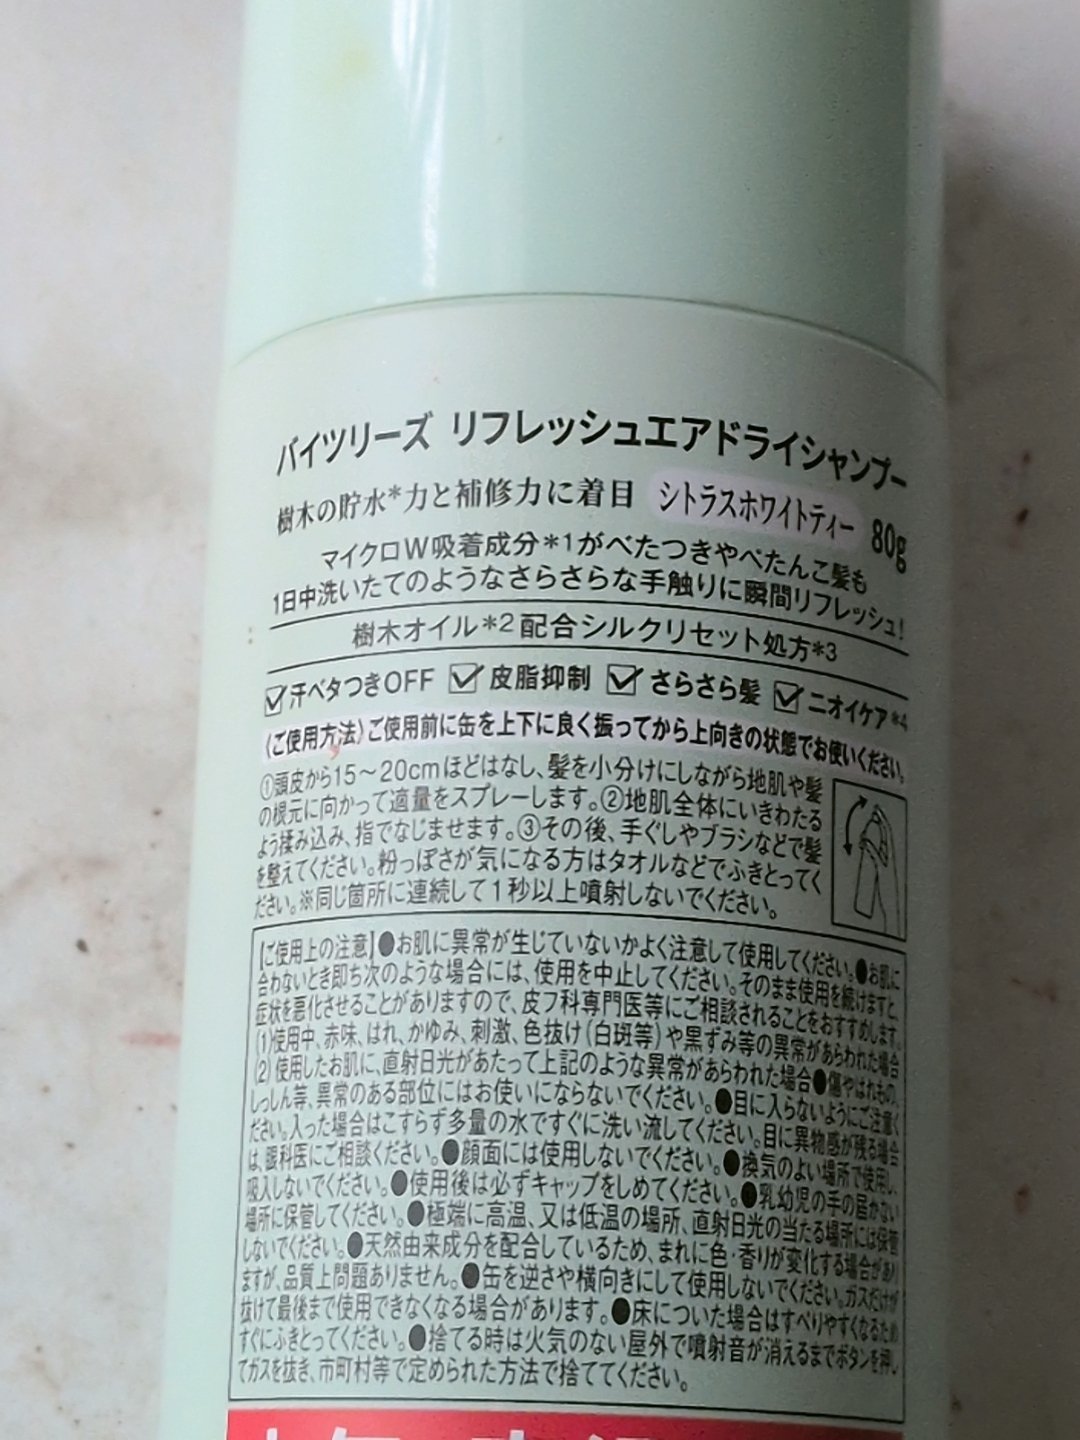 バイツリーズ リフレッシュエアドライシャンプー
樹木の貯水*力と補修力に着目 シトラスホワイトティー 80g
マイクロW吸着成分*1がべたつきやぺたんこ髪も
1日中洗いたてのようなさらさらな手触りに瞬間リフレッシュ!
樹木オイル*2配合シルクリセット処方*3
汗ベタつきOFF 皮脂抑制 さらさら髪 ニオイケア*4
〈ご使用方法〉ご使用前に缶を上下に良く振ってから上向きの状態でお使いください。
①頭皮から15～20cmほどはなし、髪を小分けにしながら地肌や髪
の根元に向かって適量をスプレーします。②地肌全体にいきわたる
よう揉み込み、指でなじませます。③その後、手ぐしやブラシなどで髪
を整えてください。粉っぽさが気になる方はタオルなどでふきとってく
ださい。※同じ箇所に連続して1秒以上噴射しないでください。
【ご使用上の注意】●お肌に異常が生じていないかよく注意して使用してください。●お肌に
合わないとき即ち次のような場合には、使用を中止してください。そのまま使用を続けますと、
症状を悪化させることがありますので、皮フ科専門医等にご相談されることをおすすめします。
(1)使用中、赤味、はれ、かゆみ、刺激、色抜け(白斑等)や黒ずみ等の異常があらわれた場合
(2)使用したお肌に、直射日光があたって上記のような異常があらわれた場合●傷やはれもの、
しっしん等、異常のある部位にはお使いにならないでください。●目に入らないようにご注意く
ださい。入った場合はこすらず多量の水ですぐに洗い流してください。目に異物感が残る場合
は、眼科医にご相談ください。●顔面には使用しないでください。●換気のよい場所で使用し、
吸入しないでください。●使用後は必ずキャップをしめてください。●乳幼児の手の届かない
場所に保管してください。●極端に高温、又は低温の場所、直射日光の当たる場所には保管
しないでください。●天然由来成分を配合しているため、まれに色・香りが変化する場合があり
ますが、品質上問題ありません。●缶を逆さや横向きにして使用しないでください。ガスだけが
抜けて最後まで使用できなくなる場合があります。●床についた場合はすべりやすくなるため
すぐにふきとってください。●捨てる時は火気のない屋外で噴射音が消えるまでボタンを押し
てガスを抜き、市町村等で定められた方法で捨ててください。